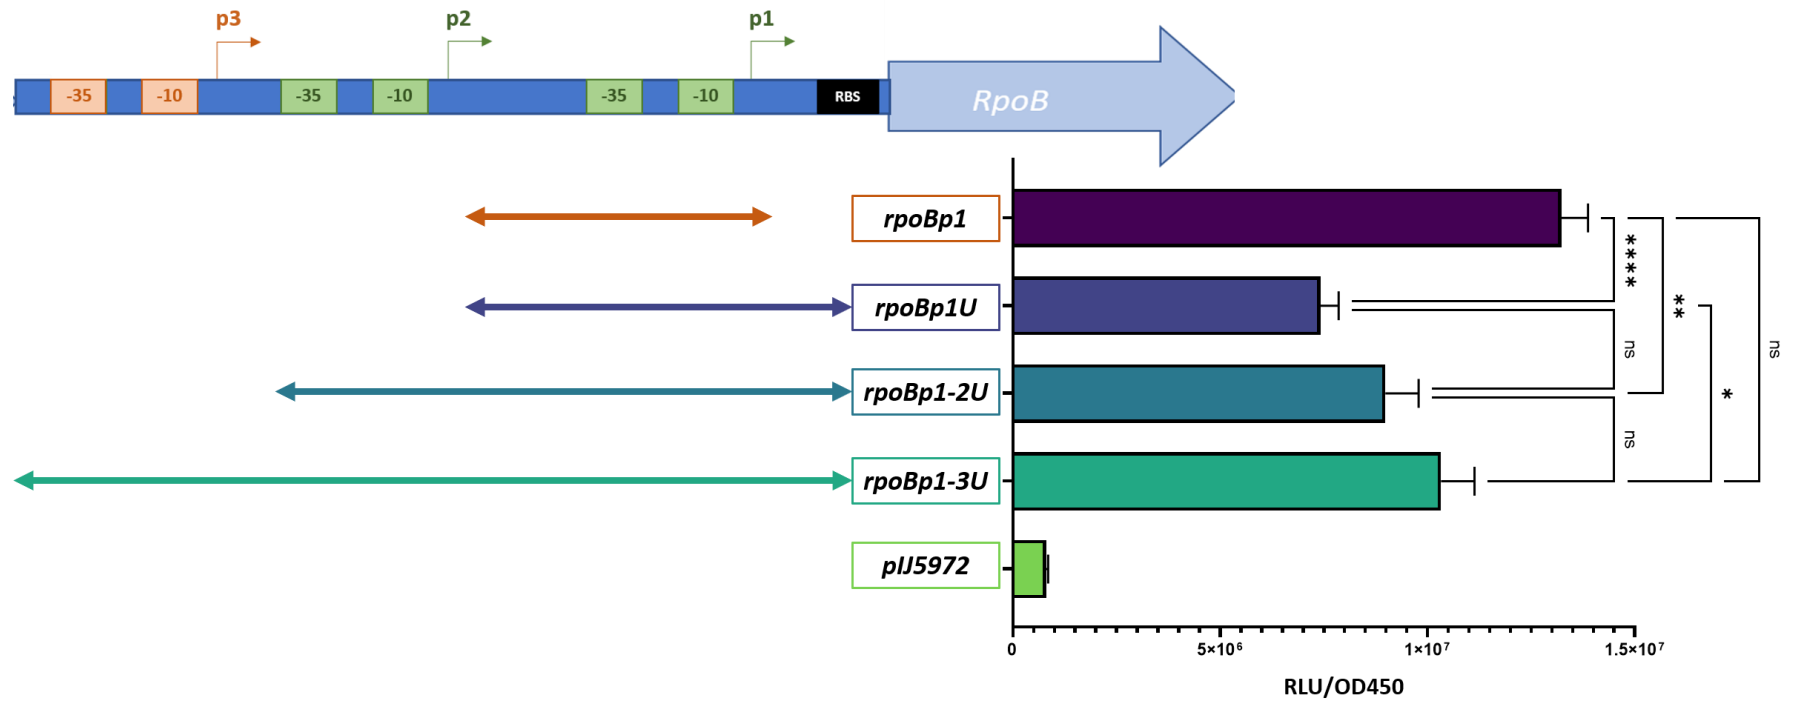 p3 p2 p1
-35 -10 -35 -10 -35 -10 RBS RpoB
rpoBp1
****
rpoBp1U
**
ns
ns
rpoBp1-2U
*
ns
rpoBp1-3U
pIJ5972
0 5×10⁶ 1×10⁷ 1.5×10⁷
RLU/OD450